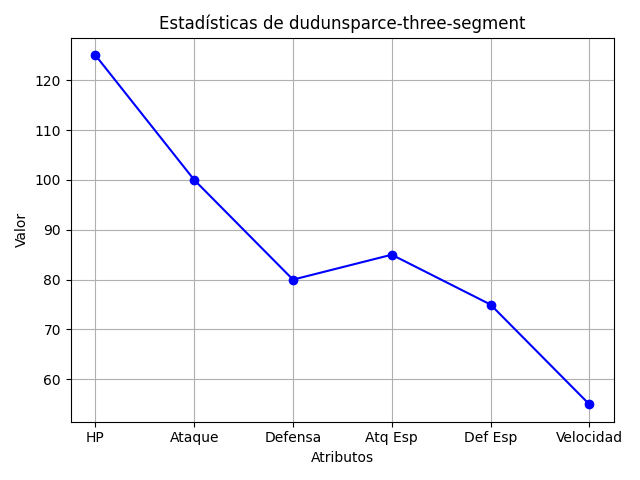 Estadísticas de dudunsparce-three-segment
Valor
120
110
100
90
80
70
60
HP Ataque Defensa Atq Esp Def Esp Velocidad
Atributos